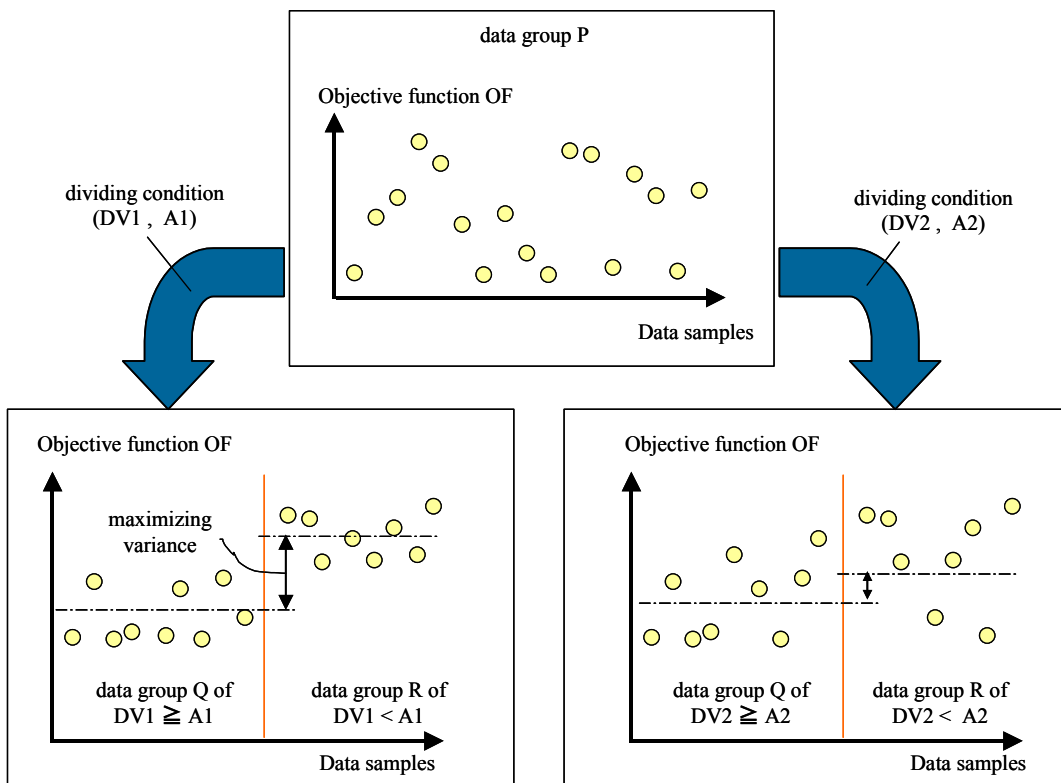 data group P
Objective function OF
dividing condition
(DV1 , A1)
dividing condition
(DV2 , A2)
Data samples
Objective function OF
maximizing
variance
data group Q of
DV1 ≧ A1
data group R of
DV1 < A1
Data samples
Objective function OF
data group Q of
DV2 ≧ A2
data group R of
DV2 < A2
Data samples